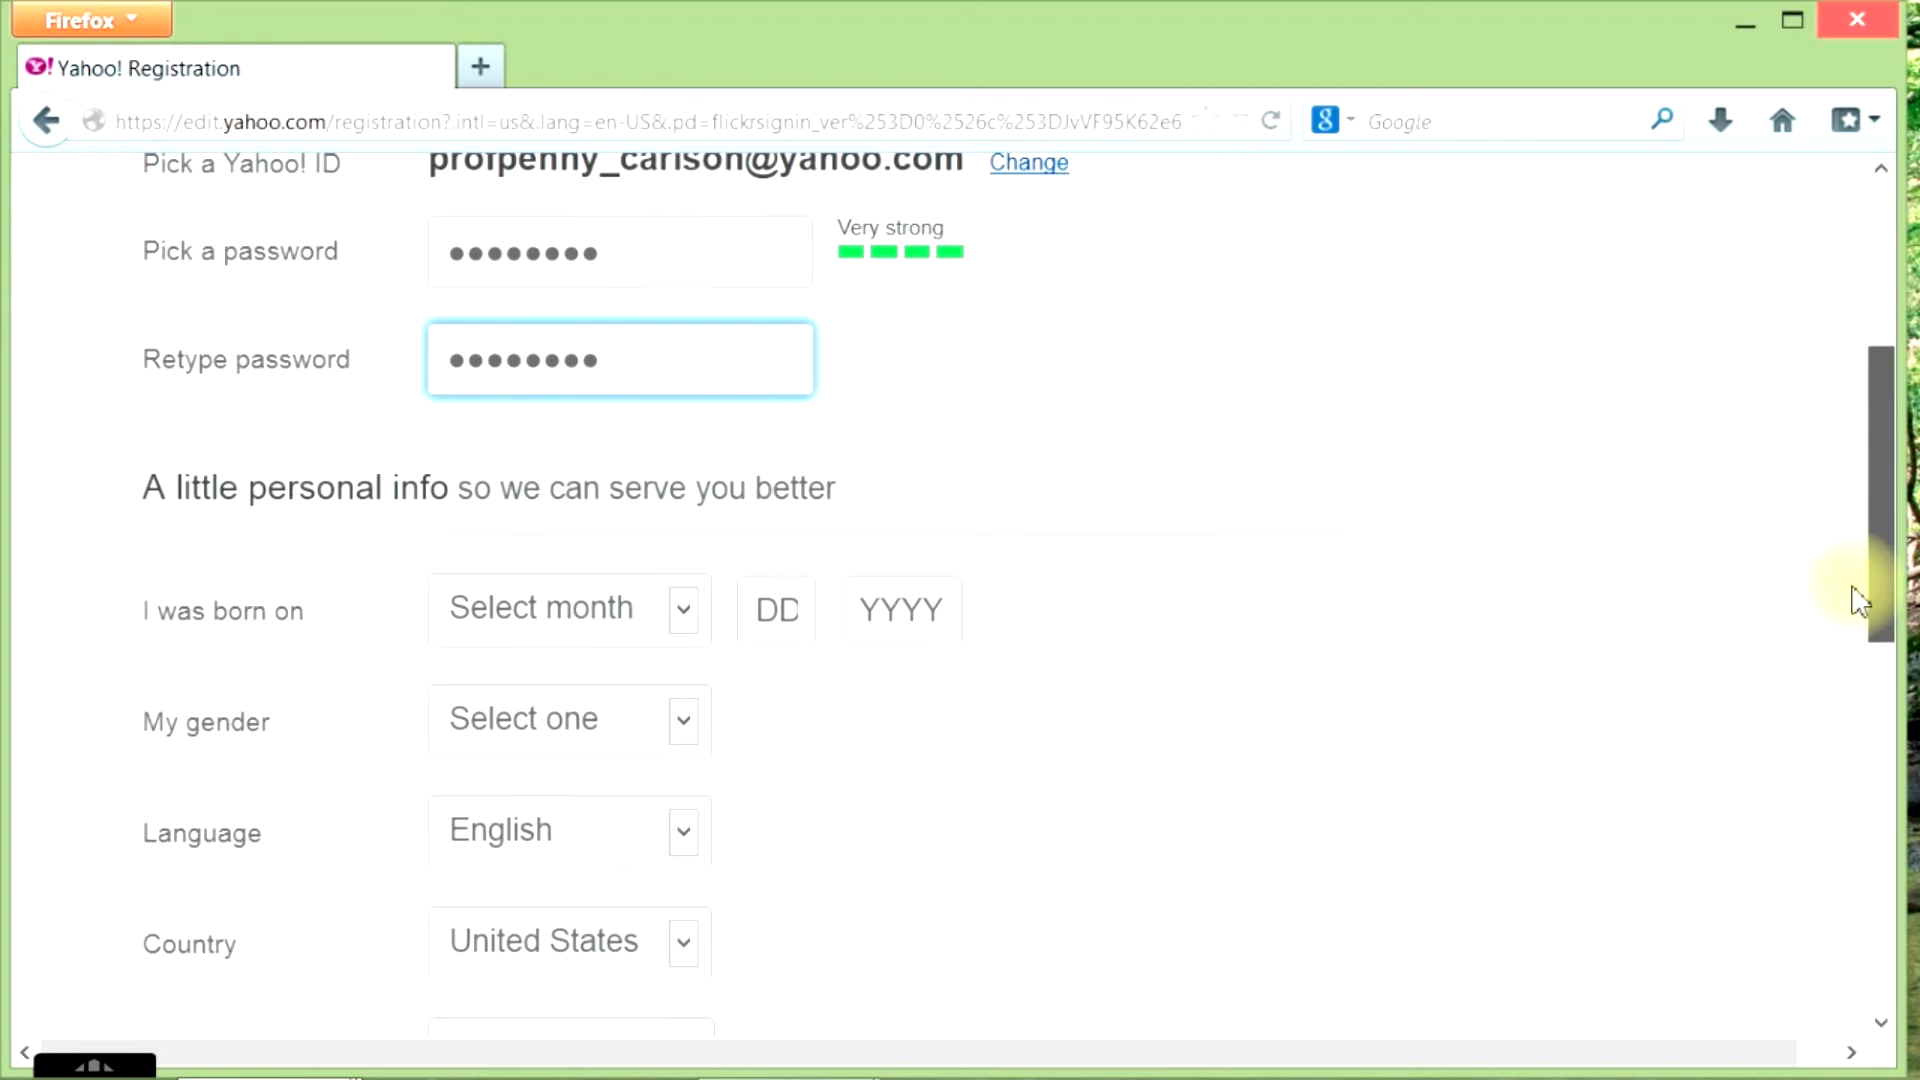 Firefox
Y! Yahoo! Registration
https://edit.yahoo.com/registration?.intl=us&.lang=en-US&.pd=flickrsignin_ver%253D0%2526c%253DJvVF95K62e6
8 Google
Pick a Yahoo! ID profpenny_carlson@yahoo.com Change
Pick a password Very strong
Retype password
A little personal info so we can serve you better
I was born on Select month DD YYYY
My gender Select one
Language English
Country United States